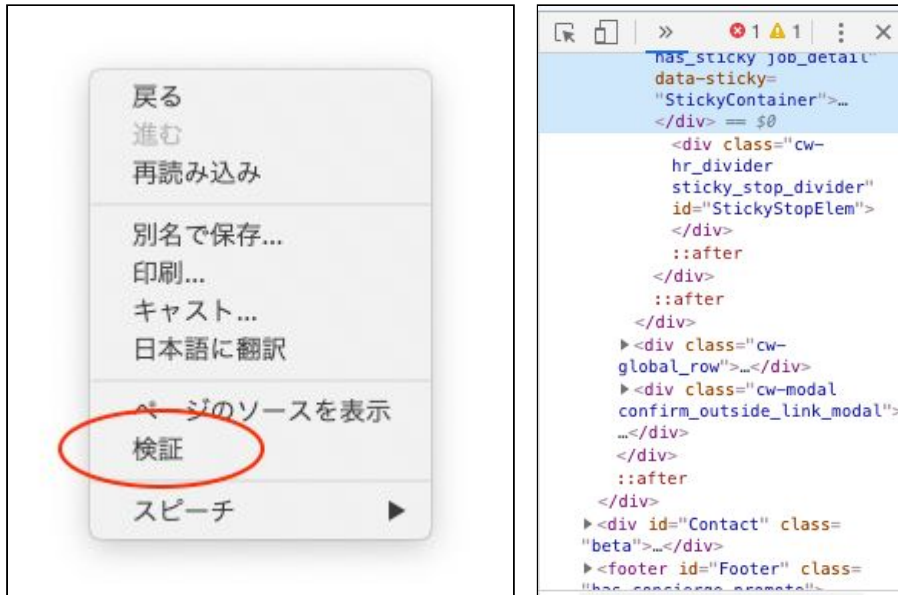 戻る
進む
再読み込み
別名で保存...
印刷...
キャスト...
日本語に翻訳
ページのソースを表示
検証
スピーチ
1 1
has_sticky job_detail"
data-sticky=
"StickyContainer">…
</div> == $0
<div class="cw-
hr_divider
sticky_stop_divider"
id="StickyStopElem">
</div>
::after
</div>
::after
</div>
<div class="cw-
global_row">…</div>
<div class="cw-modal
confirm_outside_link_modal">
…</div>
</div>
::after
</div>
<div id="Contact" class=
"beta">…</div>
<footer id="Footer" class=
"has_concierge_promote">